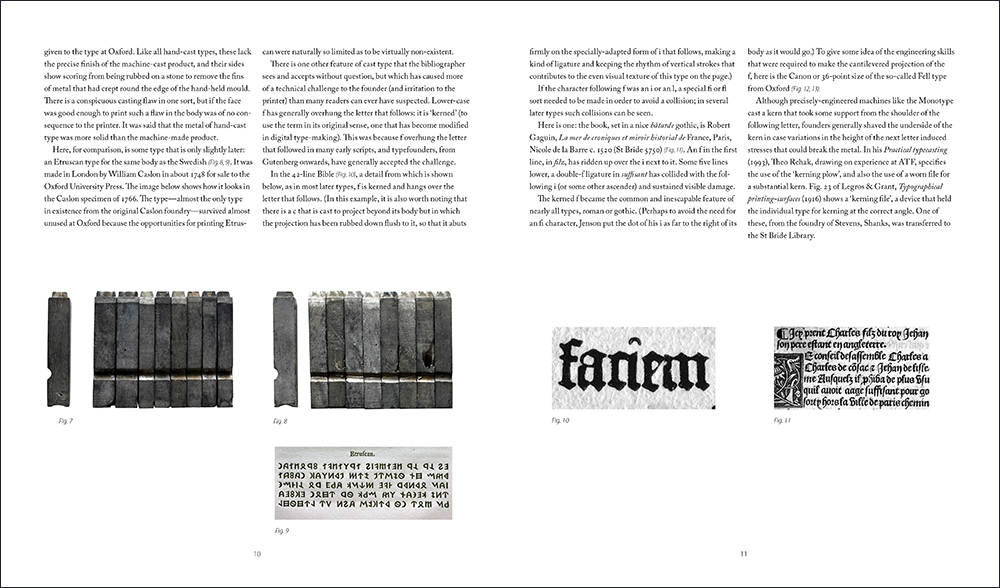 given to the type at Oxford. Like all hand-cast types, these lack
the precise finish of the machine-cast product, and their sides
show scoring from being rubbed on a stone to remove the fins
of metal that had crept round the edge of the hand-held mould.
There is a conspicuous casting flaw in one sort, but if the face
was good enough to print such a flaw in the body was of no con-
sequence to the printer. It was said that the metal of hand-cast
type was more solid than the machine-made product.
Here, for comparison, is some type that is only slightly later:
an Etruscan type for the same body as the Swedish (Fig. 8, 9). It was
made in London by William Caslon in about 1748 for sale to the
Oxford University Press. The image below shows how it looks in
the Caslon specimen of 1766. The type—almost the only type
in existence from the original Caslon foundry—survived almost
unused at Oxford because the opportunities for printing Etrus-
can were naturally so limited as to be virtually non-existent.
There is one other feature of cast type that the bibliographer
sees and accepts without question, but which has caused more
of a technical challenge to the founder (and irritation to the
printer) than many readers can ever have suspected. Lower-case
f has generally overhung the letter that follows: it is ‘kerned’ (to
use the term in its original sense, one that has become modified
in digital type-making). This was because f overhung the letter
that followed in many early scripts, and typefounders, from
Gutenberg onwards, have generally accepted the challenge.
In the 42-line Bible (Fig. 10), a detail from which is shown
below, as in most later types, f is kerned and hangs over the
letter that follows. (In this example, it is also worth noting that
there is a c that is cast to project beyond its body but in which
the projection has been rubbed down flush to it, so that it abuts
Fig. 7
Fig. 8
Etruscan.
Fig. 9
10
firmly on the specially-adapted form of i that follows, making a
kind of ligature and keeping the rhythm of vertical strokes that
contributes to the even visual texture of this type on the page.)
If the character following f was an i or an l, a special fi or fl
sort needed to be made in order to avoid a collision; in several
later types such collisions can be seen.
Here is one: the book, set in a nice bâtarde gothic, is Robert
Gaguin, La mer de croniques et miroir historial de France, Paris,
Nicole de la Barre c. 1520 (St Bride 5750) (Fig. 11). An f in the first
line, in filz, has ridden up over the i next to it. Some five lines
lower, a double-f ligature in suffisant has collided with the fol-
lowing i (or some other ascender) and sustained visible damage.
The kerned f became the common and inescapable feature of
nearly all types, roman or gothic. (Perhaps to avoid the need for
an fi character, Jenson put the dot of his i as far to the right of its
body as it would go.) To give some idea of the engineering skills
that were required to make the cantilevered projection of the
f, here is the Canon or 36-point size of the so-called Fell type
from Oxford (Fig. 12, 13).
Although precisely-engineered machines like the Monotype
cast a kern that took some support from the shoulder of the
following letter, founders generally shaved the underside of the
kern in case variations in the height of the next letter induced
stresses that could break the metal. In his Practical typecasting
(1993), Theo Rehak, drawing on experience at ATF, specifies
the use of the ‘kerning plow’, and also the use of a worn file for
a substantial kern. Fig. 23 of Legros & Grant, Typographical
printing-surfaces (1916) shows a ‘kerning file’, a device that held
the individual type for kerning at the correct angle. One of
these, from the foundry of Stevens, Shanks, was transferred to
the St Bride Library.
faciem
Fig. 10
Icy prent Charles filz du roy Jehan
son pere estant en angleterre.
Charles a
Jehan de lisle
de plus
quil auoit aage suffisant pour go
hors la ville de paris chemin
Fig. 11
11